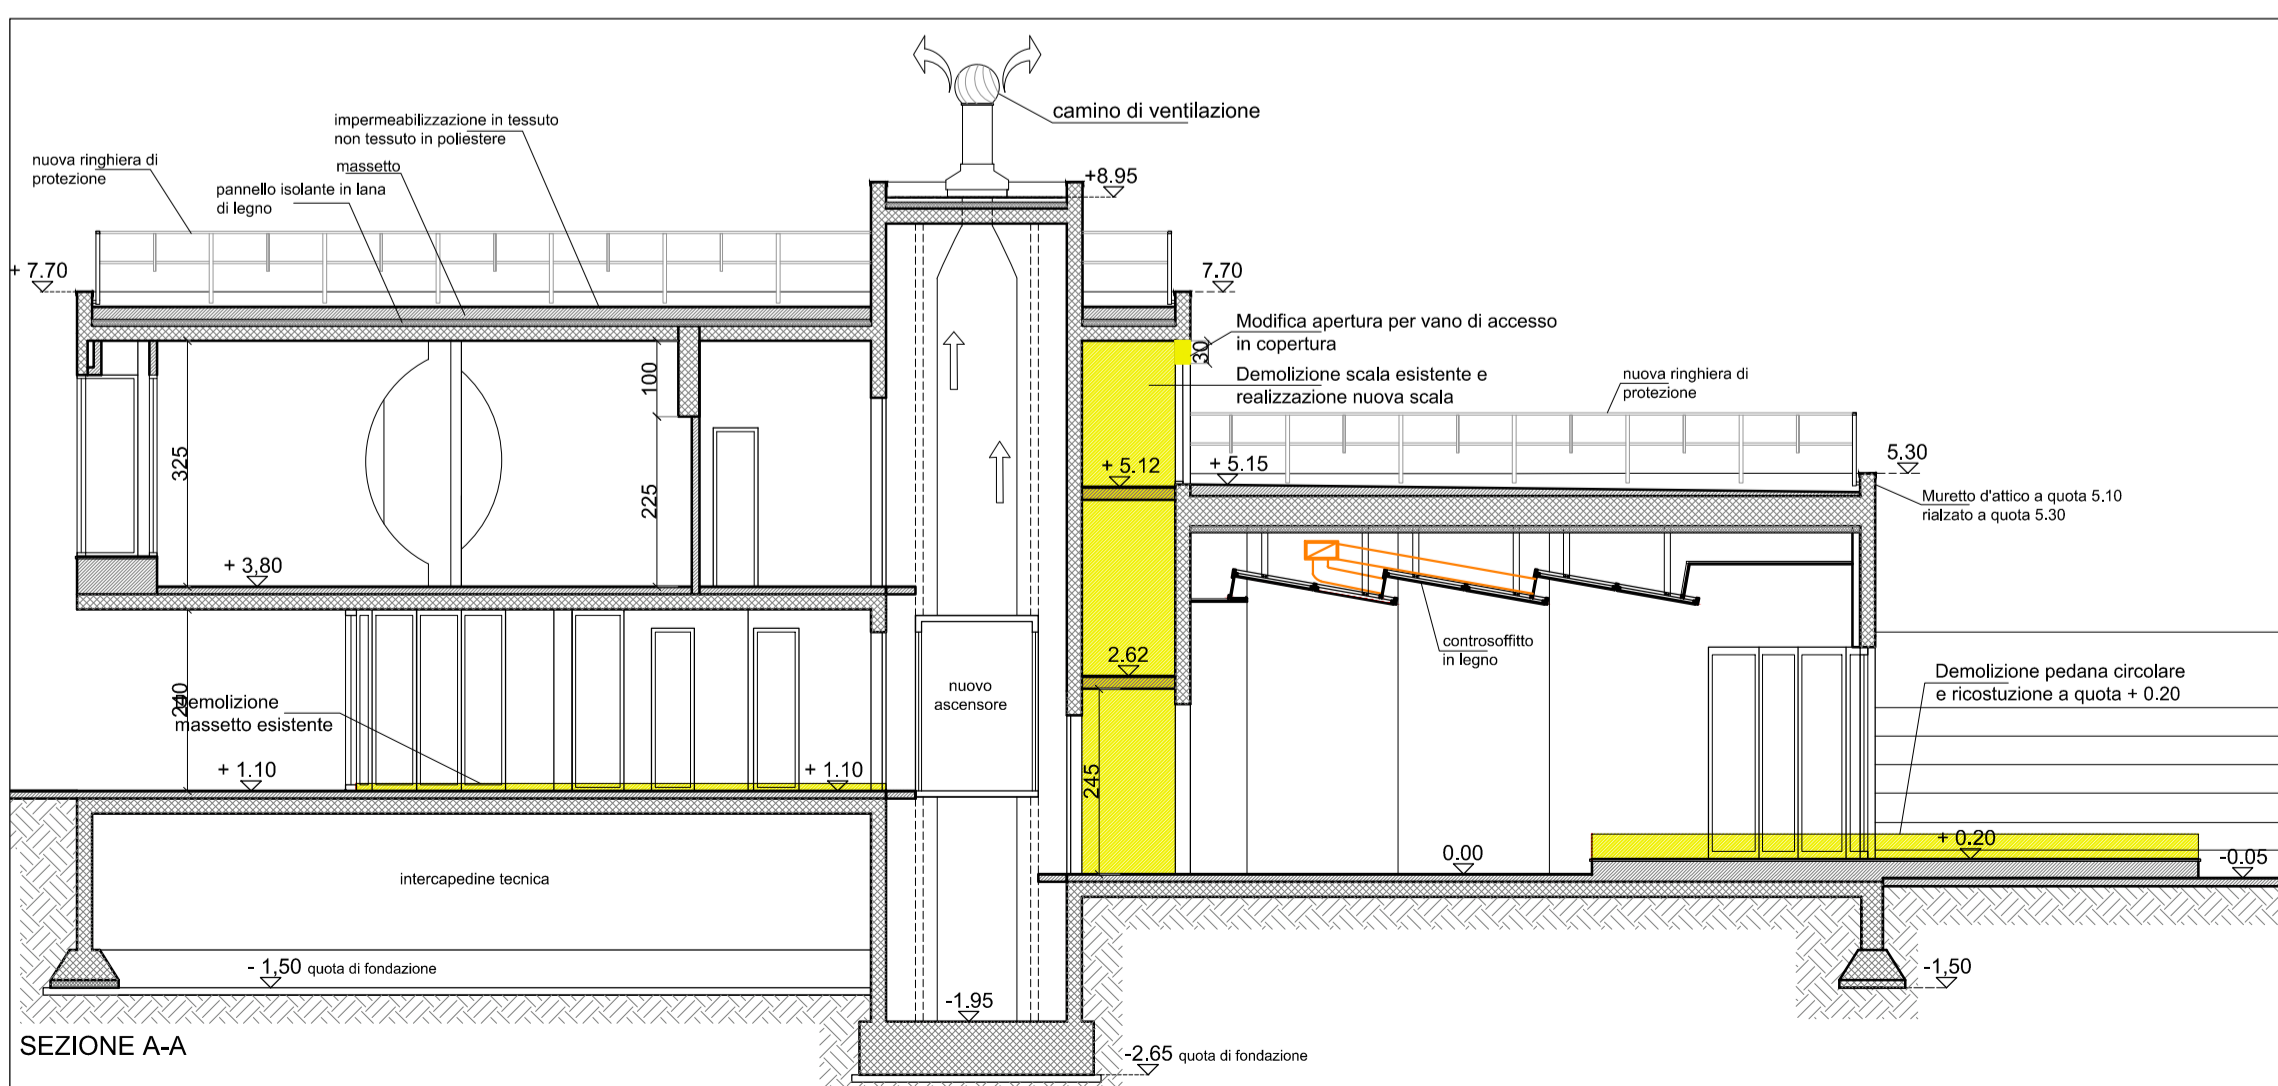 camino di ventilazione
impermeabilizzazione in tessuto
non tessuto in poliestere
nuova ringhiera di
protezione
massetto
pannello isolante in lana
di legno
+8.95
+ 7.70
7.70
Modifica apertura per vano di accesso
in copertura
30
Demolizione scala esistente e
realizzazione nuova scala
nuova ringhiera di
protezione
100
325
225
+ 5.12
+ 5.15
5.30
Muretto d'attico a quota 5.10
rialzato a quota 5.30
+ 3,80
controsoffitto
in legno
2.62
240
Demolizione
massetto esistente
nuovo
ascensore
Demolizione pedana circolare
e ricostuzione a quota + 0.20
+ 1.10
+ 1.10
245
0.00
+ 0.20
-0.05
intercapedine tecnica
- 1,50 quota di fondazione
-1,50
-1.95
SEZIONE A-A
-2.65 quota di fondazione